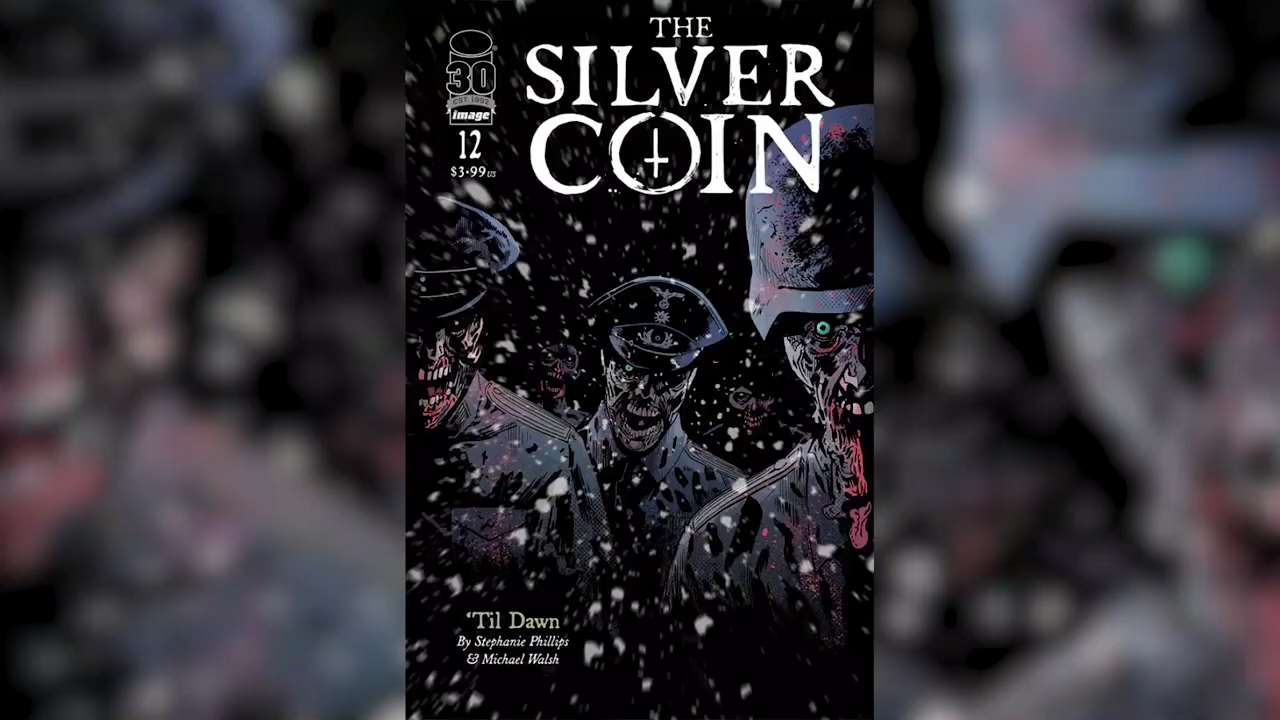 THE
SILVER
COIN
30
EST. 1992
image
12
$3.99 US
'Til Dawn
By Stephanie Phillips
& Michael Walsh